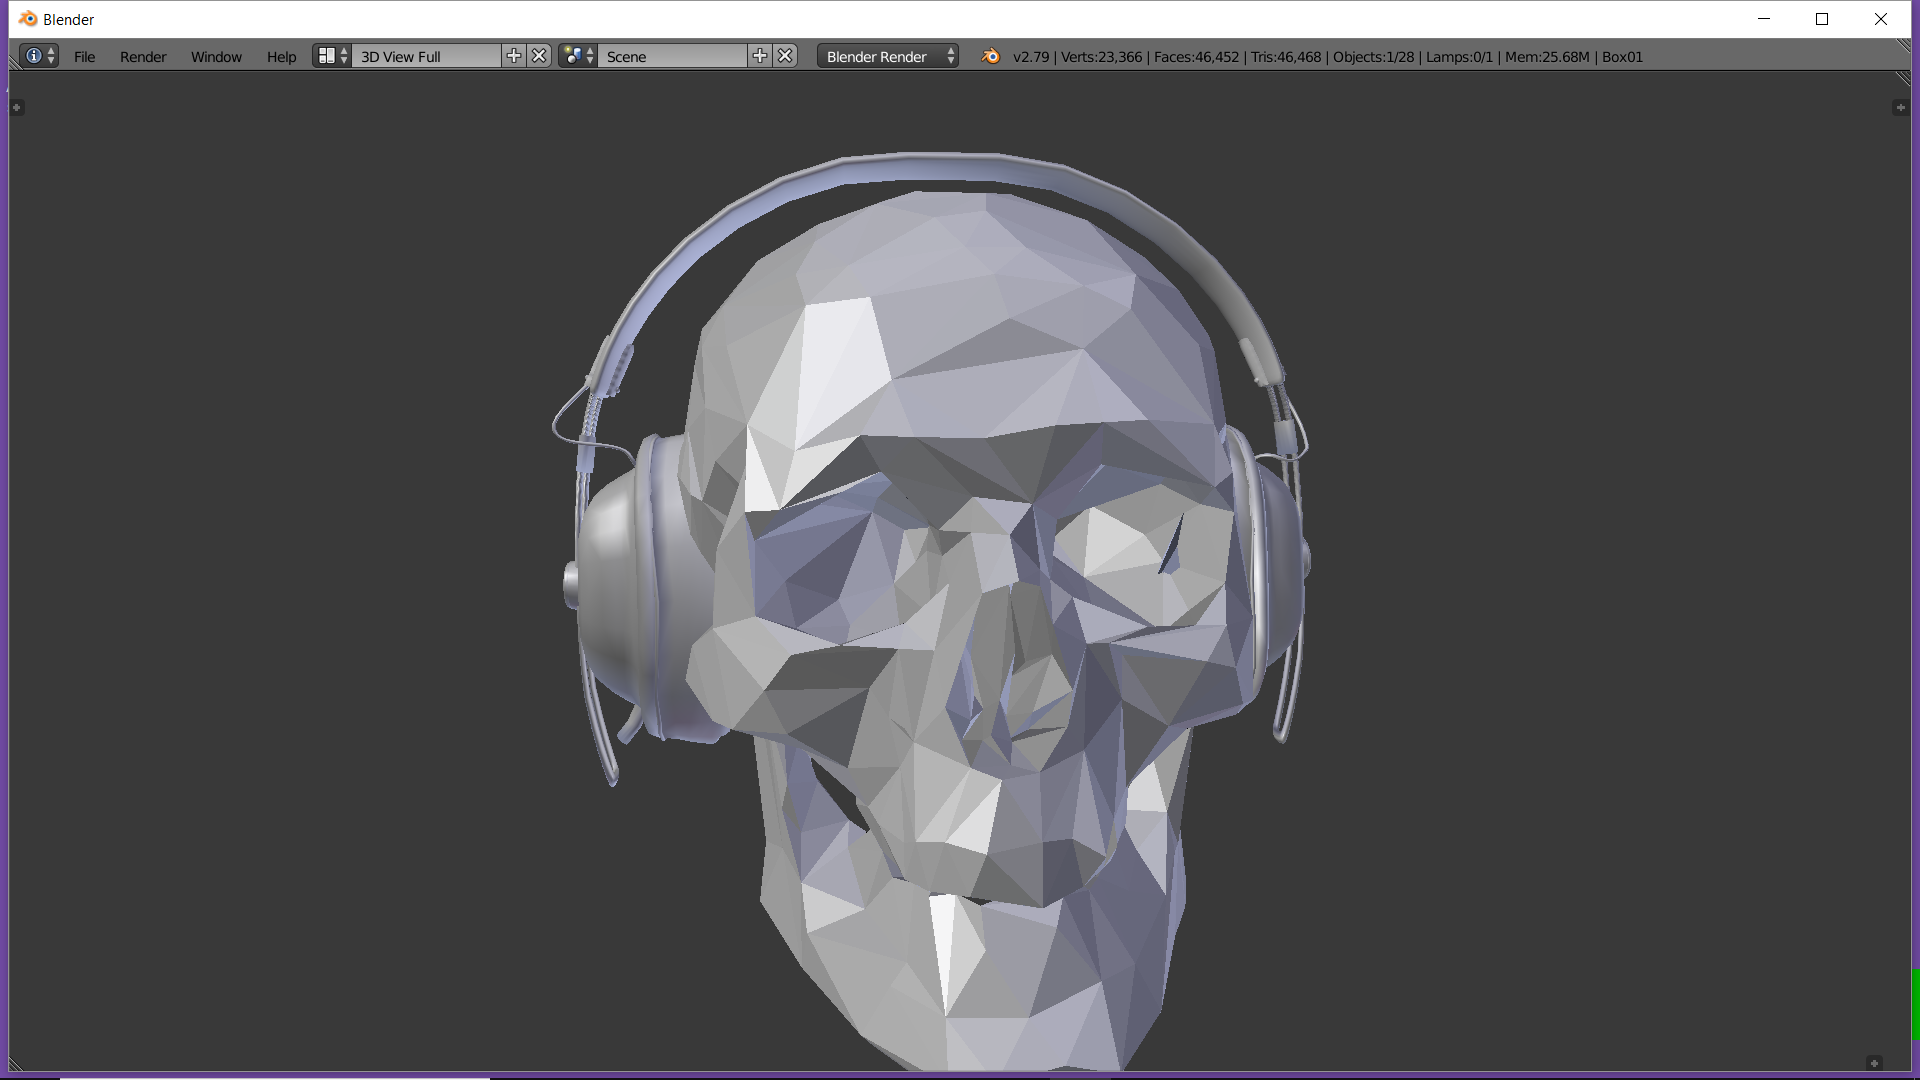 Blender
File Render Window Help 3D View Full Scene Blender Render v2.79 | Verts:23,366 | Faces:46,452 | Tris:46,468 | Objects:1/28 | Lamps:0/1 | Mem:25.68M | Box01